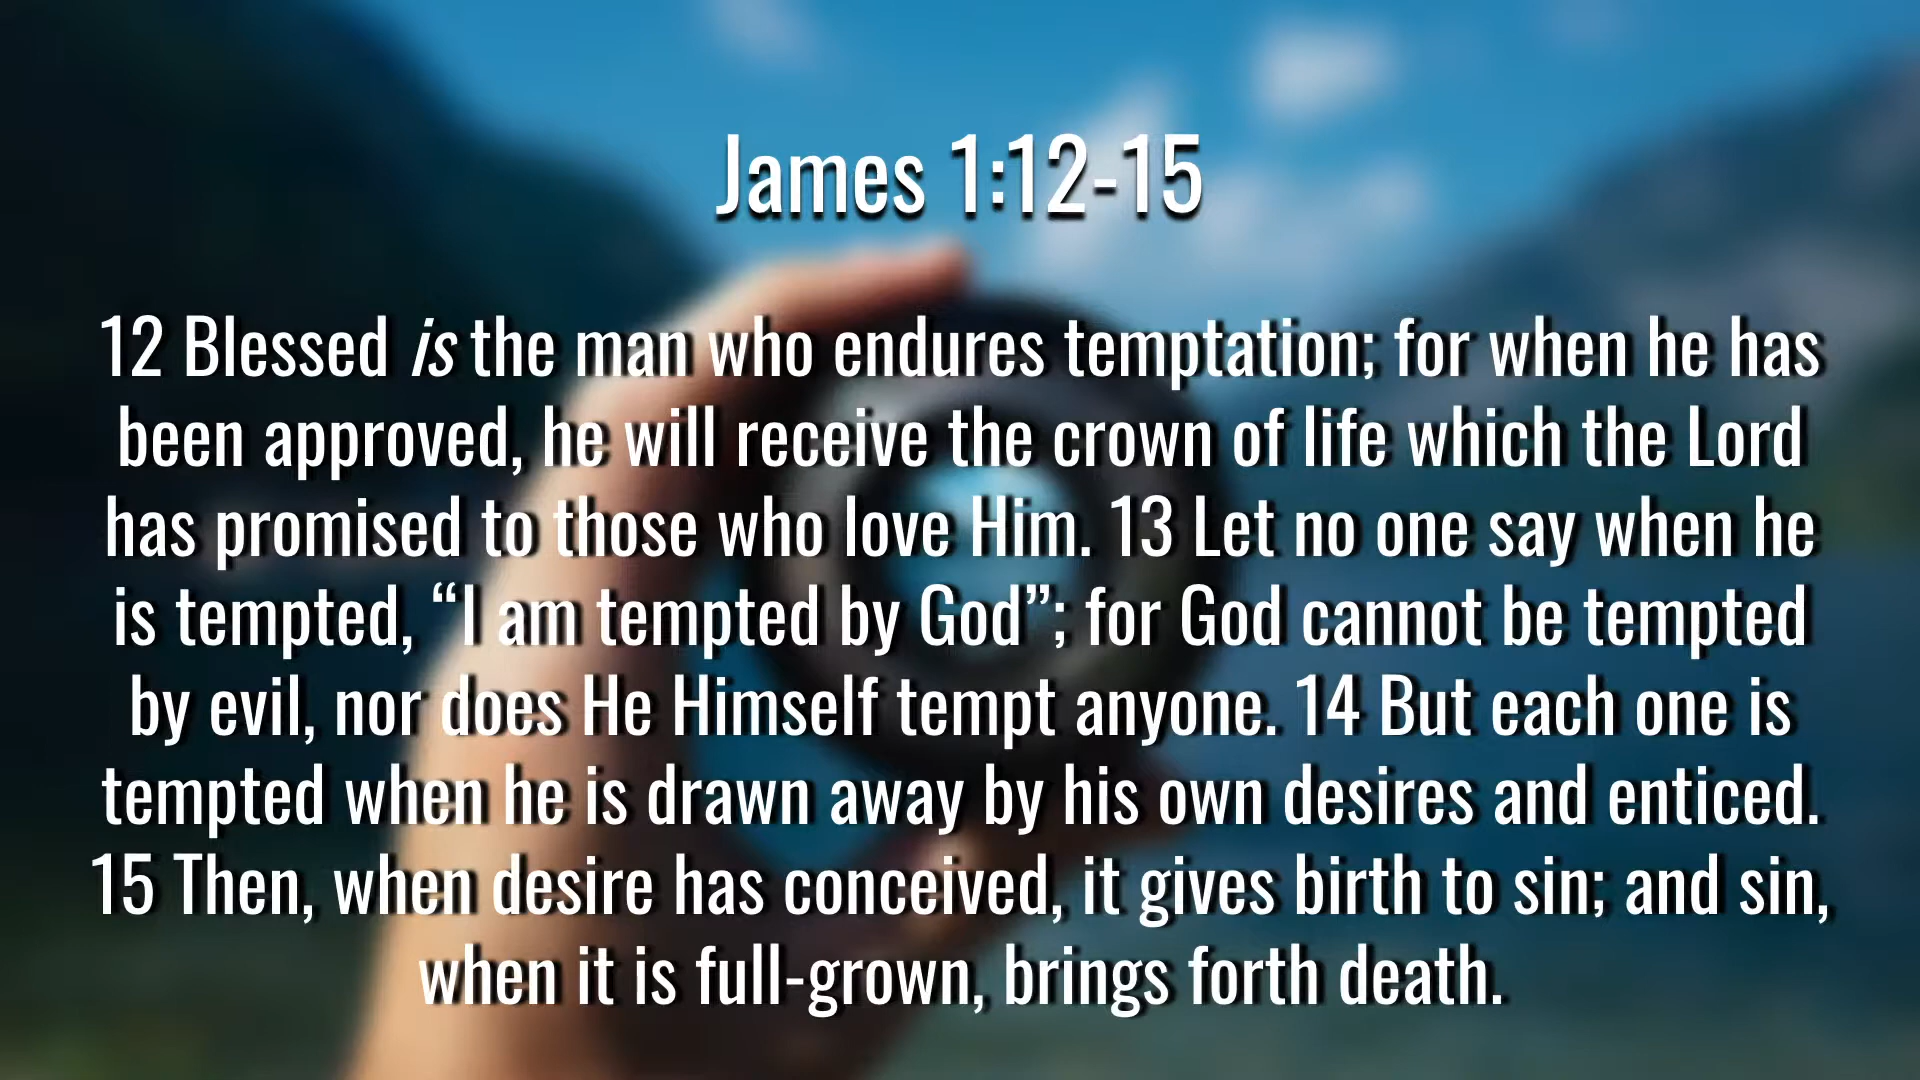 James 1:12-15
12 Blessed is the man who endures temptation; for when he has
been approved, he will receive the crown of life which the Lord
has promised to those who love Him. 13 Let no one say when he
is tempted, “I am tempted by God”; for God cannot be tempted
by evil, nor does He Himself tempt anyone. 14 But each one is
tempted when he is drawn away by his own desires and enticed.
15 Then, when desire has conceived, it gives birth to sin; and sin,
when it is full-grown, brings forth death.